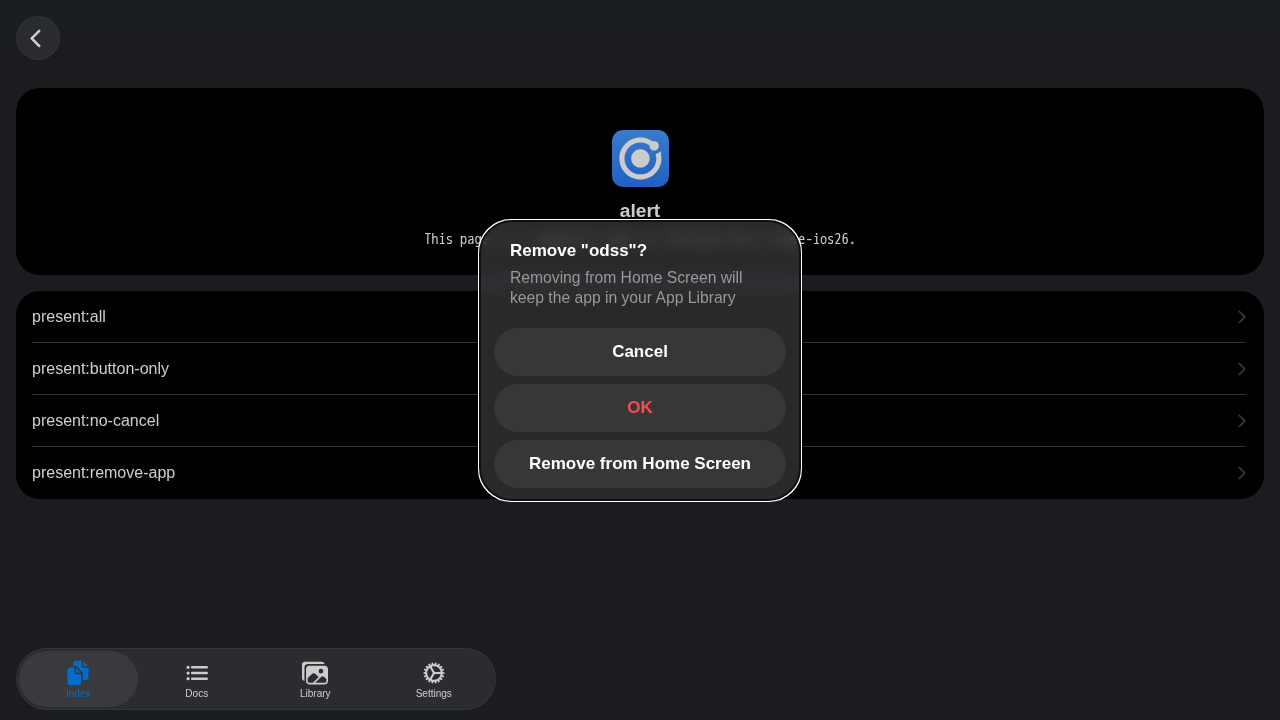 alert
This
e-ios26.
Remove "odss"?
Removing from Home Screen will
keep the app in your App Library
Cancel
OK
Remove from Home Screen
present:all
present:button-only
present:no-cancel
present:remove-app
Index
Docs
Library
Settings